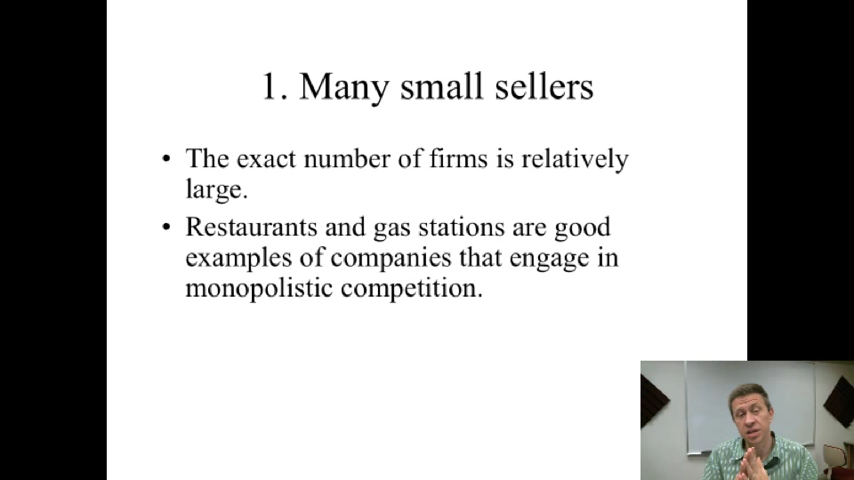 1. Many small sellers
• The exact number of firms is relatively
large.
• Restaurants and gas stations are good
examples of companies that engage in
monopolistic competition.